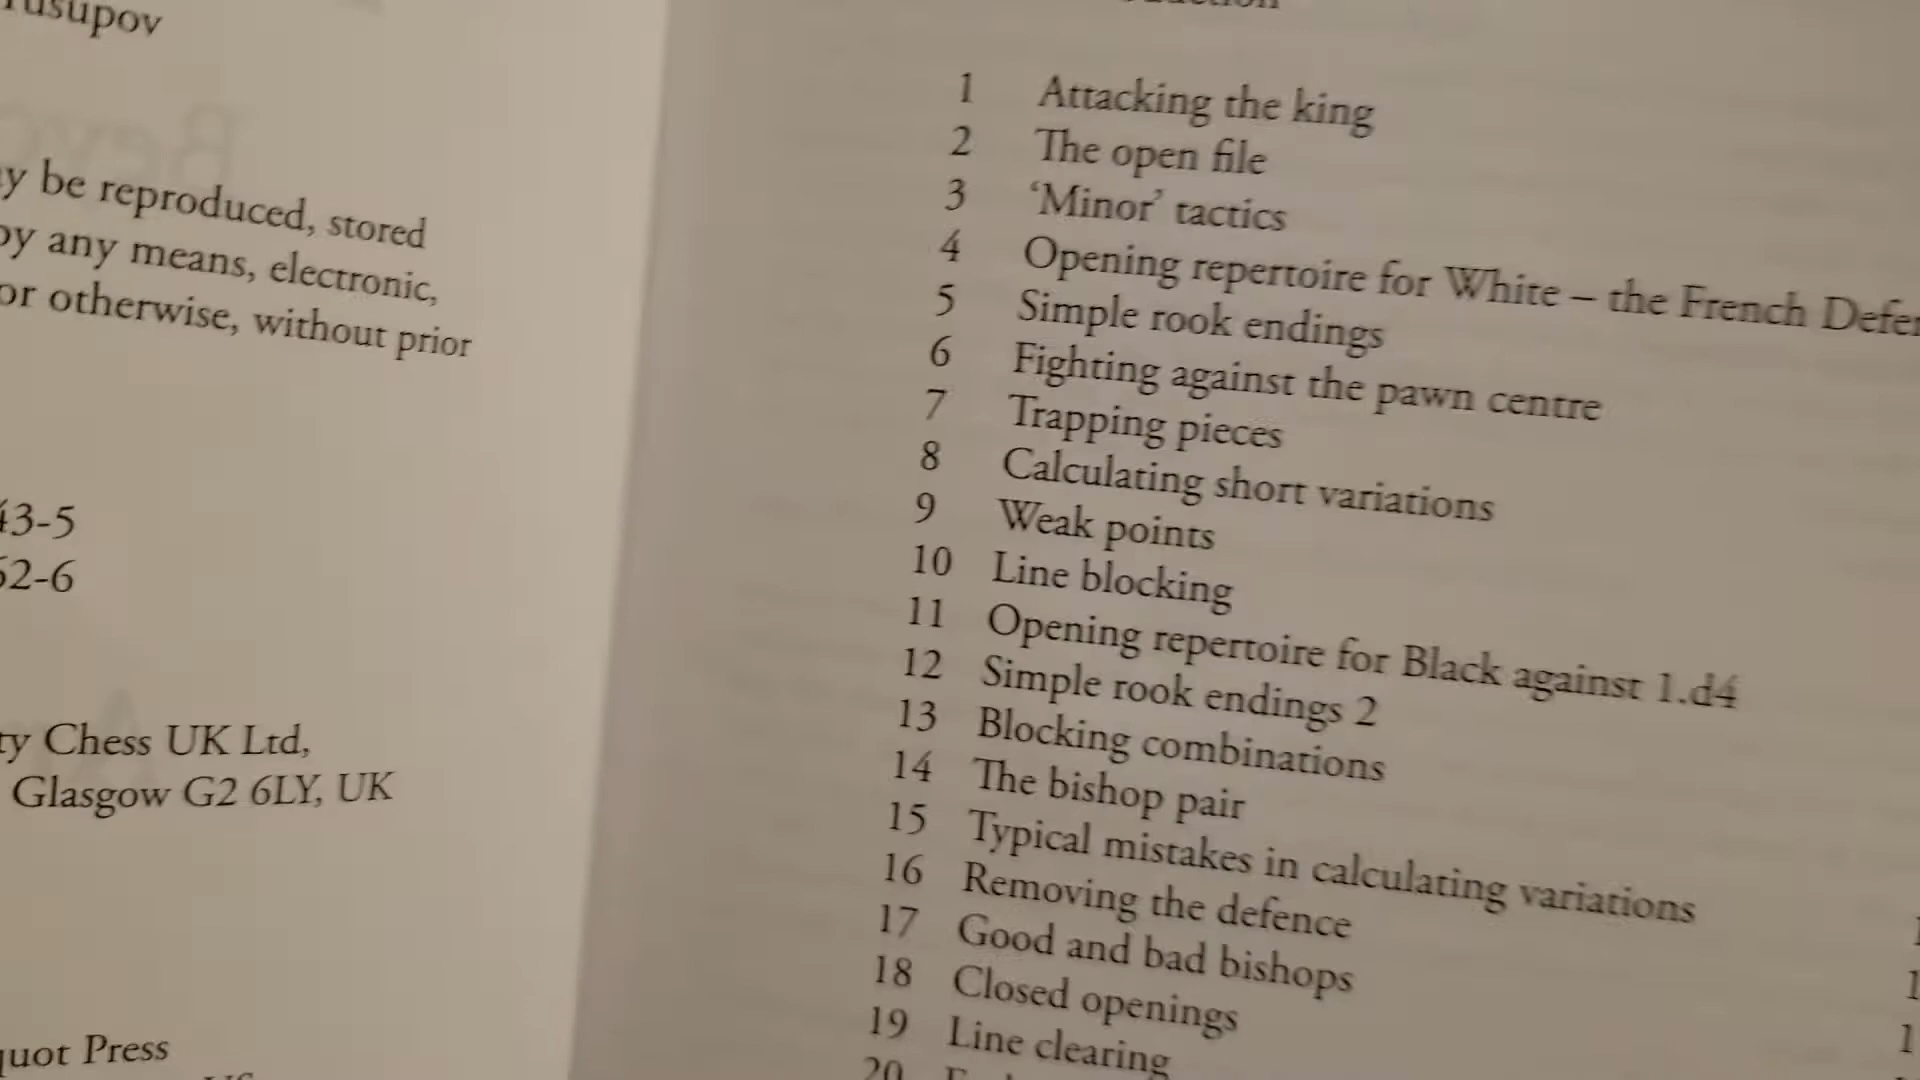 usupov
y be reproduced, stored
by any means, electronic,
or otherwise, without prior
43-5
62-6
ty Chess UK Ltd,
Glasgow G2 6LY, UK
quot Press
1 Attacking the king
2 The open file
3 ‘Minor’ tactics
4 Opening repertoire for White – the French Defen
5 Simple rook endings
6 Fighting against the pawn centre
7 Trapping pieces
8 Calculating short variations
9 Weak points
10 Line blocking
11 Opening repertoire for Black against 1.d4
12 Simple rook endings 2
13 Blocking combinations
14 The bishop pair
15 Typical mistakes in calculating variations
16 Removing the defence
17 Good and bad bishops
18 Closed openings
19 Line clearing
20